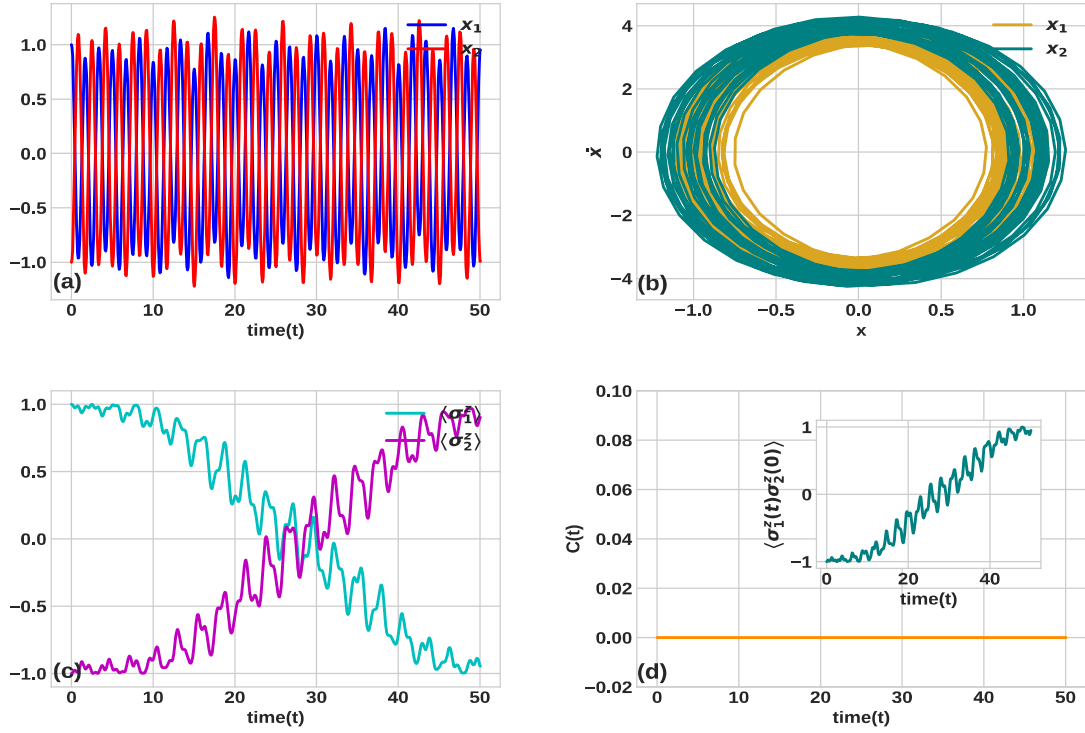 x₁
x₂
1.0
0.5
0.0
−0.5
−1.0
(a)
0 10 20 30 40 50
time(t)
x₁
x₂
4
2
0
−2
−4
ẋ
(b)
−1.0 −0.5 0.0 0.5 1.0
x
⟨σ₁ᶻ⟩
⟨σ₂ᶻ⟩
1.0
0.5
0.0
−0.5
−1.0
(c)
0 10 20 30 40 50
time(t)
0.10
0.08
0.06
0.04
0.02
0.00
−0.02
C(t)
⟨σ₁ᶻ(t)σ₂ᶻ(0)⟩
1
0
−1
0 20 40
time(t)
(d)
0 10 20 30 40 50
time(t)